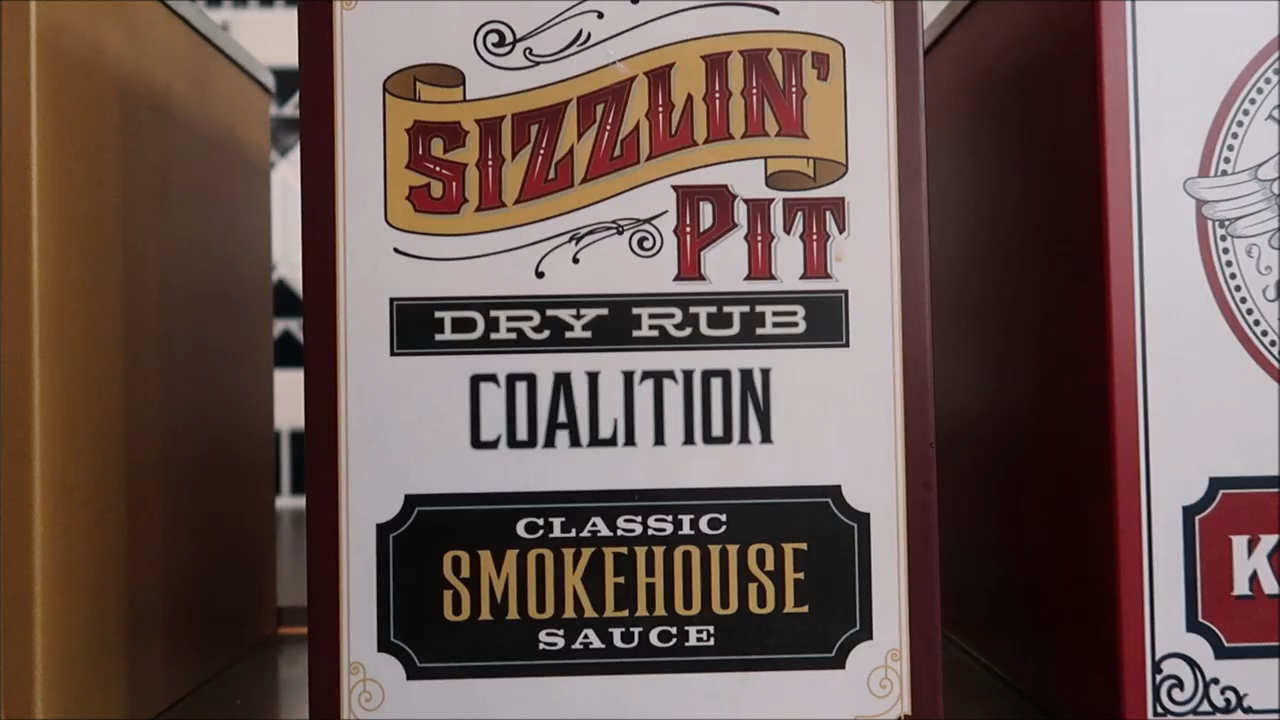 SIZZLIN'
PIT
DRY RUB
COALITION
CLASSIC
SMOKEHOUSE
SAUCE
K